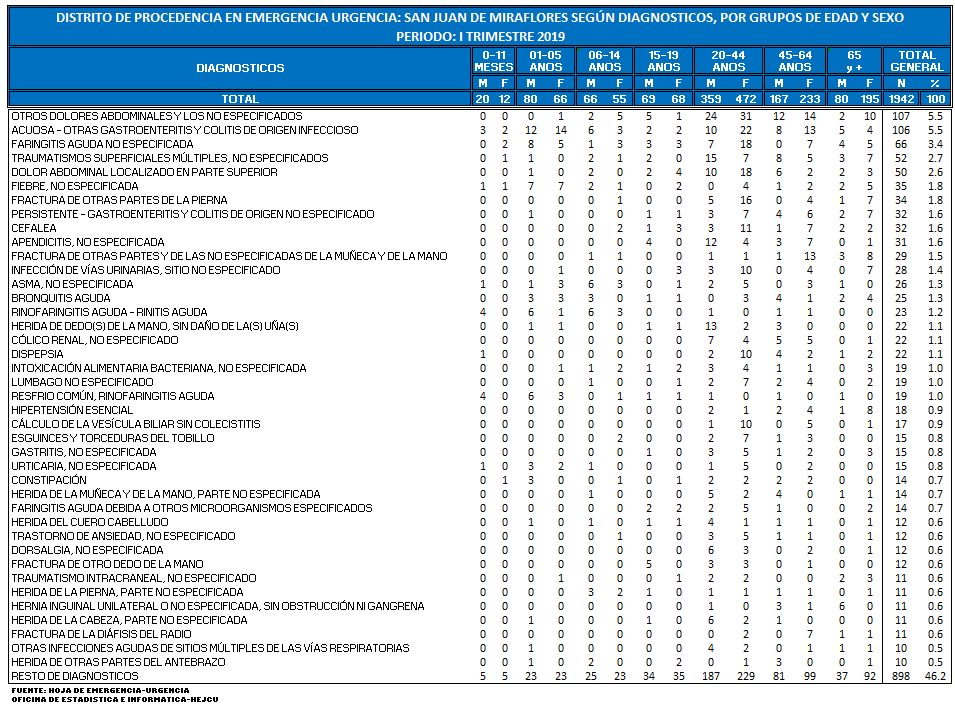 DISTRITO DE PROCEDENCIA EN EMERGENCIA URGENCIA: SAN JUAN DE MIRAFLORES SEGÚN DIAGNOSTICOS, POR GRUPOS DE EDAD Y SEXO
PERIODO: I TRIMESTRE 2019
DIAGNOSTICOS 0-11 MESES 01-05 AÑOS 06-14 AÑOS 15-19 AÑOS 20-44 AÑOS 45-64 AÑOS 65 y + TOTAL GENERAL
M F M F M F M F M F M F M F N %
TOTAL 20 12 80 66 66 55 69 68 359 472 167 233 80 195 1942 100
OTROS DOLORES ABDOMINALES Y LOS NO ESPECIFICADOS 0 0 0 1 2 5 5 1 24 31 12 14 2 10 107 5.5
ACUOSA - OTRAS GASTROENTERITIS Y COLITIS DE ORIGEN INFECCIOSO 3 2 12 14 6 3 2 2 10 22 8 13 5 4 106 5.5
FARINGITIS AGUDA NO ESPECIFICADA 0 2 8 5 1 3 3 3 7 18 0 7 4 5 66 3.4
TRAUMATISMOS SUPERFICIALES MÚLTIPLES, NO ESPECIFICADOS 0 1 1 0 2 1 2 0 15 7 8 5 3 7 52 2.7
DOLOR ABDOMINAL LOCALIZADO EN PARTE SUPERIOR 0 0 1 0 2 0 2 4 10 18 6 2 2 3 50 2.6
FIEBRE, NO ESPECIFICADA 1 1 7 7 2 1 0 2 0 4 1 2 2 5 35 1.8
FRACTURA DE OTRAS PARTES DE LA PIERNA 0 0 0 0 0 1 0 0 5 16 0 4 1 7 34 1.8
PERSISTENTE - GASTROENTERITIS Y COLITIS DE ORIGEN NO ESPECIFICADO 0 0 1 0 0 0 1 1 3 7 4 6 2 7 32 1.6
CEFALEA 0 0 0 0 0 2 1 3 3 11 1 7 2 2 32 1.6
APENDICITIS, NO ESPECIFICADA 0 0 0 0 0 0 4 0 12 4 3 7 0 1 31 1.6
FRACTURA DE OTRAS PARTES Y DE LAS NO ESPECIFICADAS DE LA MUÑECA Y DE LA MANO 0 0 0 0 1 1 0 0 1 1 1 13 3 8 29 1.5
INFECCIÓN DE VÍAS URINARIAS, SITIO NO ESPECIFICADO 0 0 0 1 0 0 0 3 3 10 0 4 0 7 28 1.4
ASMA, NO ESPECIFICADA 1 0 1 3 6 3 0 1 2 5 0 3 1 0 26 1.3
BRONQUITIS AGUDA 0 0 3 3 3 0 1 1 0 3 4 1 2 4 25 1.3
RINOFARINGITIS AGUDA - RINITIS AGUDA 4 0 6 1 6 3 0 0 1 0 1 1 0 0 23 1.2
HERIDA DE DEDO(S) DE LA MANO, SIN DAÑO DE LA(S) UÑA(S) 0 0 1 1 0 0 1 1 13 2 3 0 0 0 22 1.1
CÓLICO RENAL, NO ESPECIFICADO 0 0 0 0 0 0 0 0 7 4 5 5 0 1 22 1.1
DISPEPSIA 1 0 0 0 0 0 0 0 2 10 4 2 1 2 22 1.1
INTOXICACIÓN ALIMENTARIA BACTERIANA, NO ESPECIFICADA 0 0 0 1 1 2 1 2 3 4 1 1 0 3 19 1.0
LUMBAGO NO ESPECIFICADO 0 0 0 0 1 0 0 1 2 7 2 4 0 2 19 1.0
RESFRIO COMÚN, RINOFARINGITIS AGUDA 4 0 6 3 0 1 1 1 1 0 1 0 1 0 19 1.0
HIPERTENSIÓN ESENCIAL 0 0 0 0 0 0 0 0 2 1 2 4 1 8 18 0.9
CÁLCULO DE LA VESÍCULA BILIAR SIN COLECISTITIS 0 0 0 0 0 0 0 0 1 10 0 5 0 1 17 0.9
ESGUINCES Y TORCEDURAS DEL TOBILLO 0 0 0 0 0 2 0 0 2 7 1 3 0 0 15 0.8
GASTRITIS, NO ESPECIFICADA 0 0 0 0 0 0 1 0 3 5 1 2 0 3 15 0.8
URTICARIA, NO ESPECIFICADA 1 0 3 2 1 0 0 0 1 5 0 2 0 0 15 0.8
CONSTIPACIÓN 0 1 3 0 0 1 0 1 2 2 2 2 0 0 14 0.7
HERIDA DE LA MUÑECA Y DE LA MANO, PARTE NO ESPECIFICADA 0 0 0 0 1 0 0 0 5 2 4 0 1 1 14 0.7
FARINGITIS AGUDA DEBIDA A OTROS MICROORGANISMOS ESPECIFICADOS 0 0 0 0 0 0 2 2 2 5 1 0 0 2 14 0.7
HERIDA DEL CUERO CABELLUDO 0 0 1 0 1 0 1 1 4 1 1 1 0 1 12 0.6
TRASTORNO DE ANSIEDAD, NO ESPECIFICADO 0 0 0 0 0 1 0 0 3 5 1 1 0 1 12 0.6
DORSALGIA, NO ESPECIFICADA 0 0 0 0 0 0 0 0 6 3 0 2 0 1 12 0.6
FRACTURA DE OTRO DEDO DE LA MANO 0 0 0 0 0 0 5 0 3 3 0 1 0 0 12 0.6
TRAUMATISMO INTRACRANEAL, NO ESPECIFICADO 0 0 0 1 0 0 0 1 2 2 0 0 2 3 11 0.6
HERIDA DE LA PIERNA, PARTE NO ESPECIFICADA 0 0 0 0 3 2 1 0 1 1 1 1 0 1 11 0.6
HERNIA INGUINAL UNILATERAL O NO ESPECIFICADA, SIN OBSTRUCCIÓN NI GANGRENA 0 0 0 0 0 0 0 0 1 0 3 1 6 0 11 0.6
HERIDA DE LA CABEZA, PARTE NO ESPECIFICADA 0 0 1 0 0 0 1 0 6 2 1 0 0 0 11 0.6
FRACTURA DE LA DIÁFISIS DEL RADIO 0 0 0 0 0 0 0 0 0 2 0 7 1 1 11 0.6
OTRAS INFECCIONES AGUDAS DE SITIOS MÚLTIPLES DE LAS VÍAS RESPIRATORIAS 0 0 1 0 0 0 0 0 4 2 0 1 1 1 10 0.5
HERIDA DE OTRAS PARTES DEL ANTEBRAZO 0 0 1 0 2 0 0 2 0 1 3 0 0 1 10 0.5
RESTO DE DIAGNOSTICOS 5 5 23 23 25 23 34 35 187 229 81 99 37 92 898 46.2
FUENTE: HOJA DE EMERGENCIA-URGENCIA
OFICINA DE ESTADISTICA E INFORMATICA-HEJCU